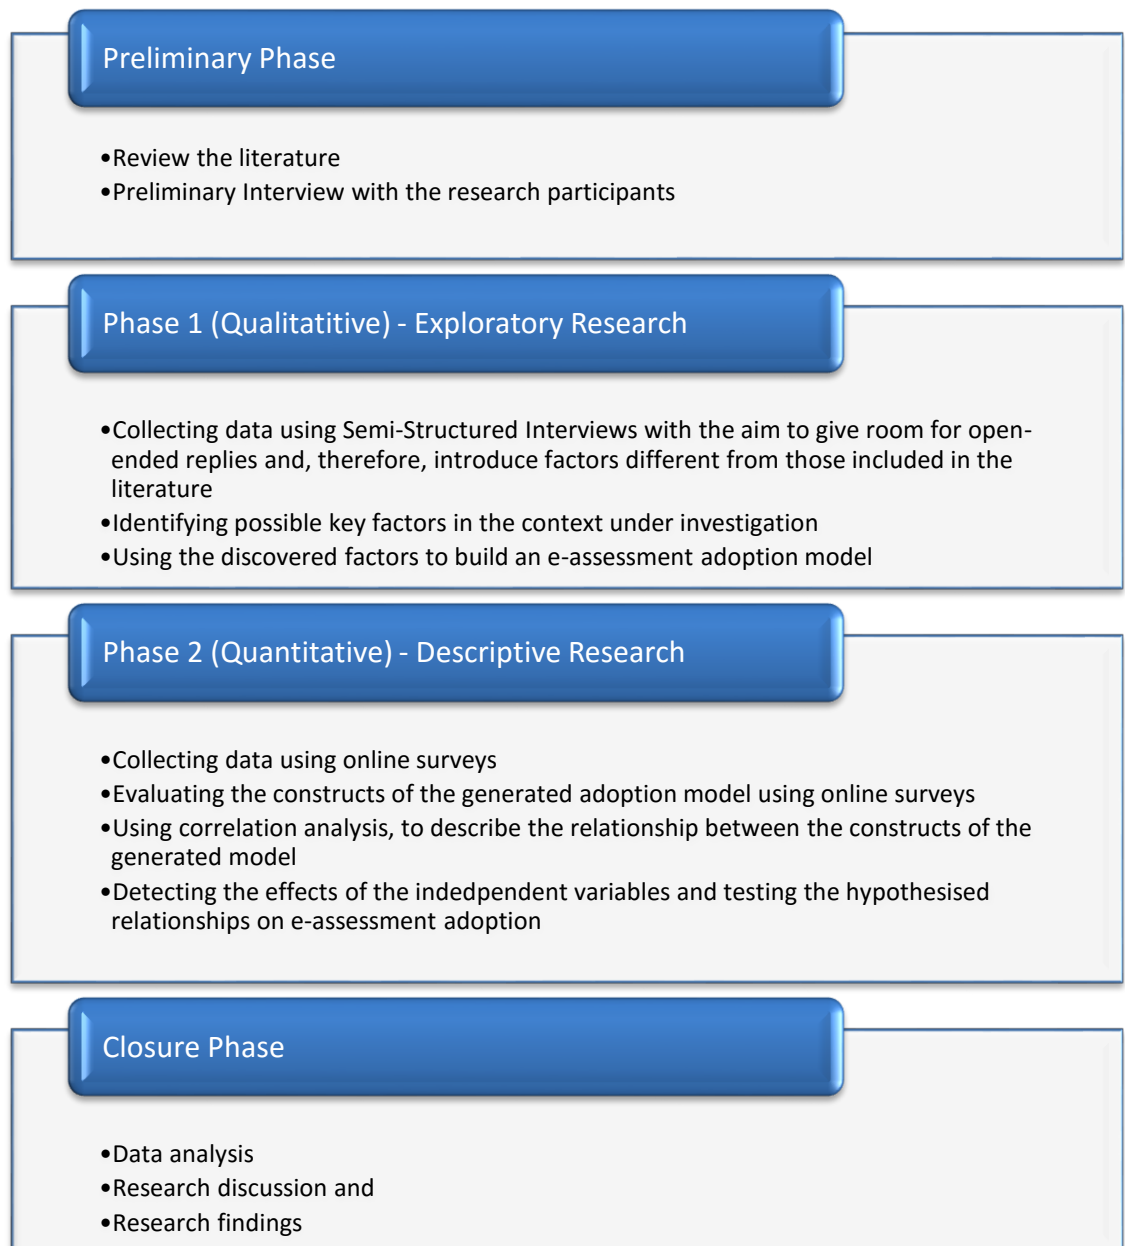 Preliminary Phase
•Review the literature
•Preliminary Interview with the research participants
Phase 1 (Qualitatitive) - Exploratory Research
•Collecting data using Semi-Structured Interviews with the aim to give room for open-
ended replies and, therefore, introduce factors different from those included in the
literature
•Identifying possible key factors in the context under investigation
•Using the discovered factors to build an e-assessment adoption model
Phase 2 (Quantitative) - Descriptive Research
•Collecting data using online surveys
•Evaluating the constructs of the generated adoption model using online surveys
•Using correlation analysis, to describe the relationship between the constructs of the
generated model
•Detecting the effects of the indedpendent variables and testing the hypothesised
relationships on e-assessment adoption
Closure Phase
•Data analysis
•Research discussion and
•Research findings